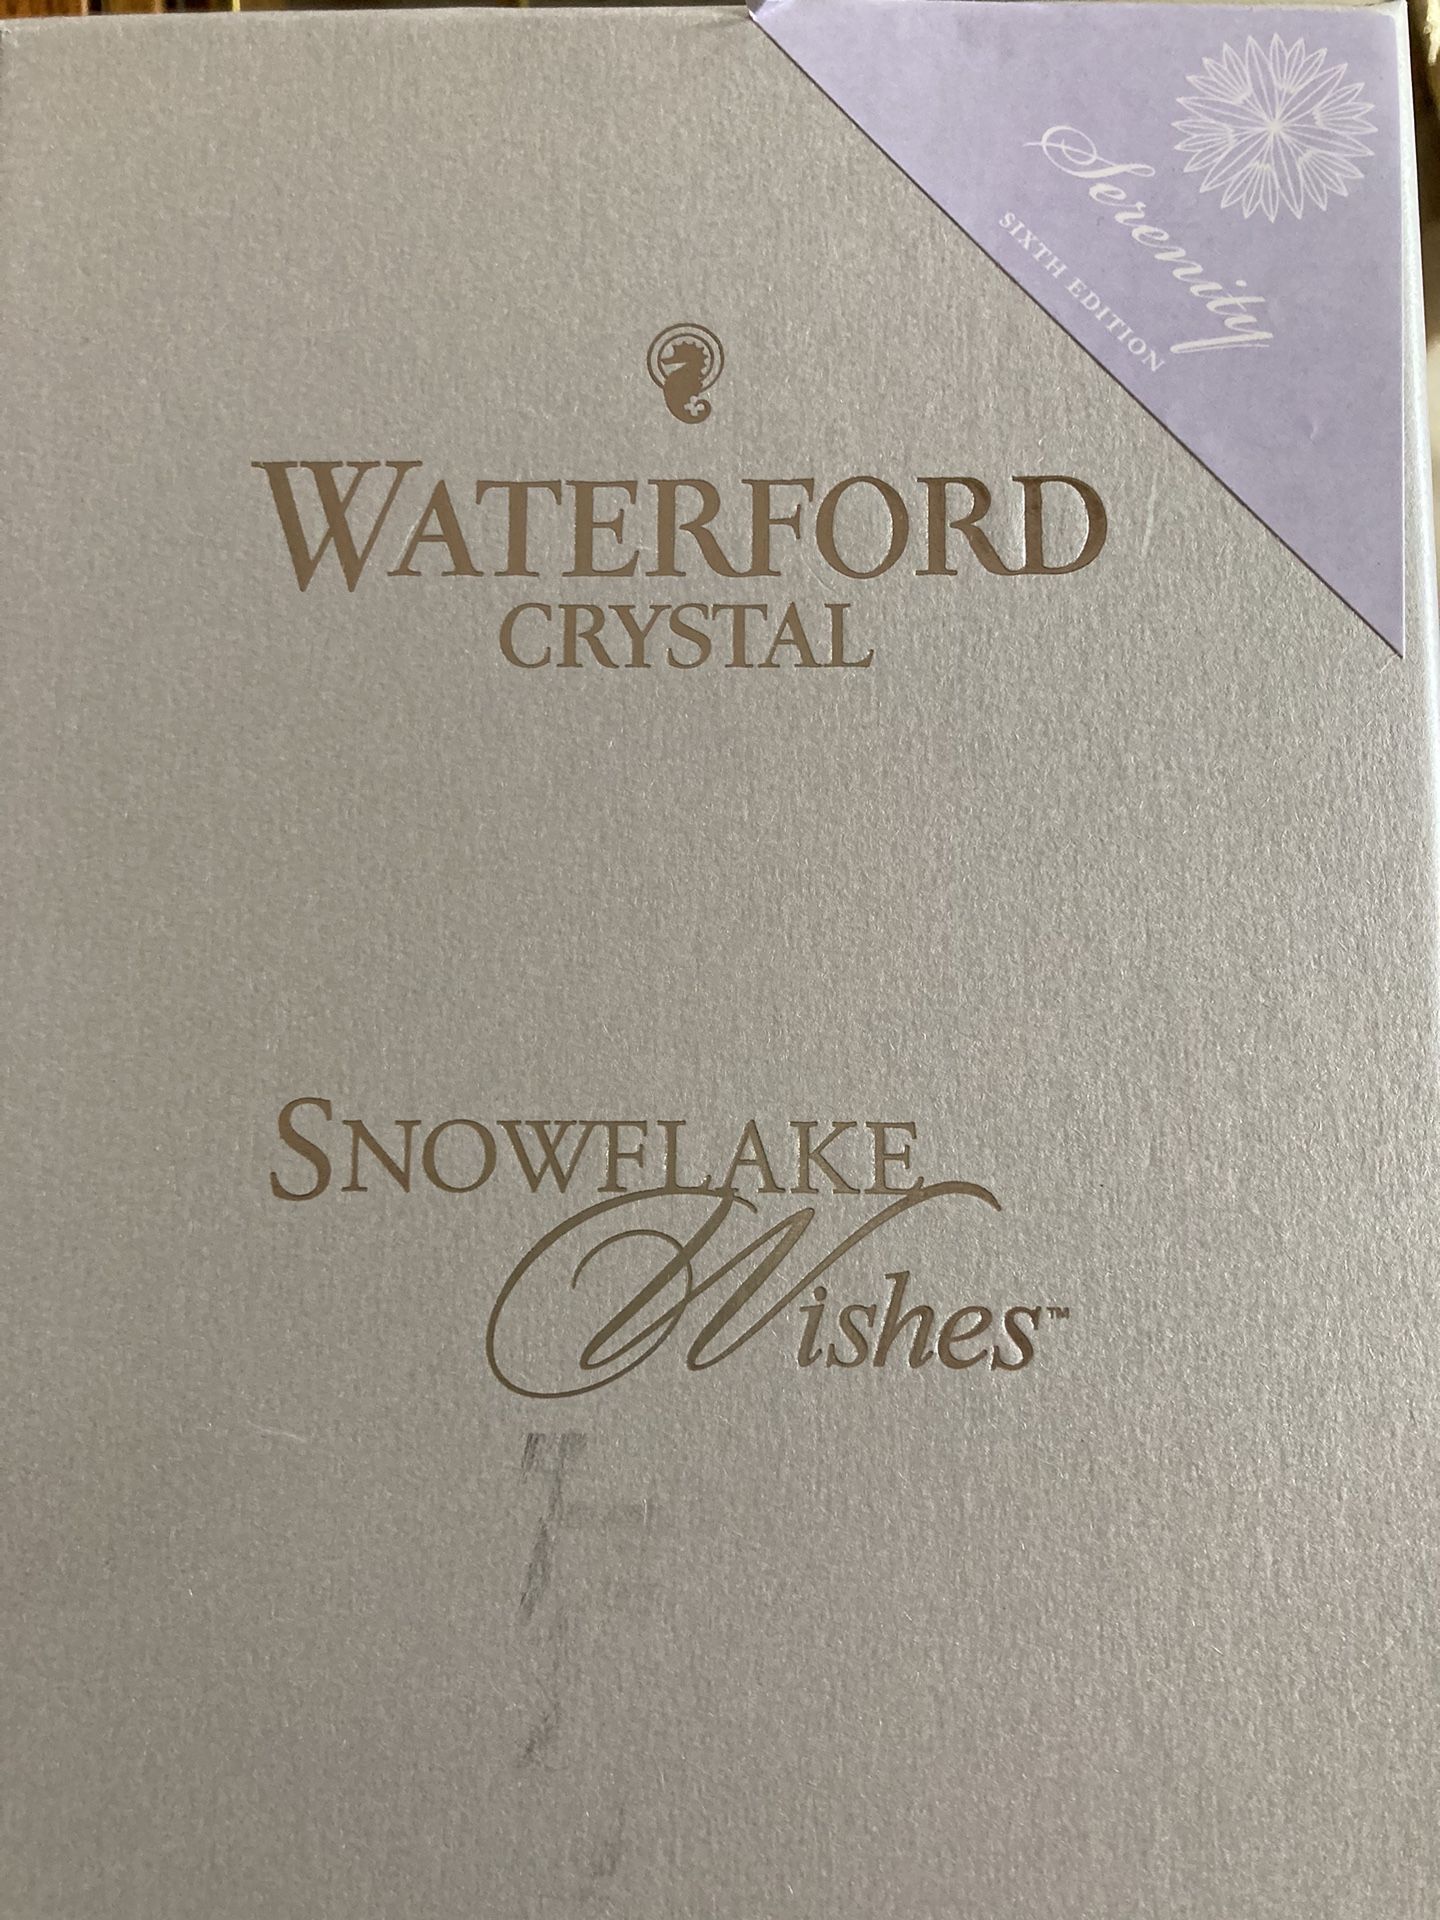 Serenity
SIXTH EDITION
WATERFORD
CRYSTAL
SNOWFLAKE
Wishes™